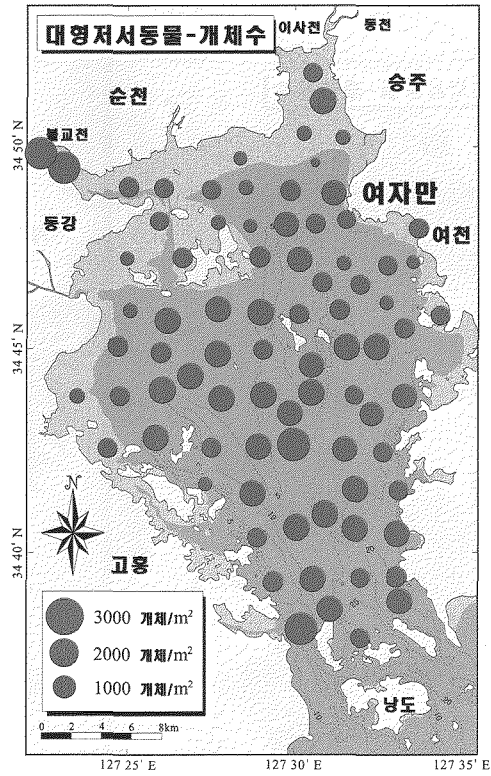 대형저서동물-개체수
이사천
동천
순천
승주
불교천
34 50' N
여자만
동강
여천
34 45'
N
34 40'
고흥
3000 개체/m²
2000 개체/m²
1000 개체/m²
0 2 4 6 8km
낭도
127 25' E
127 30' E
127 35' E